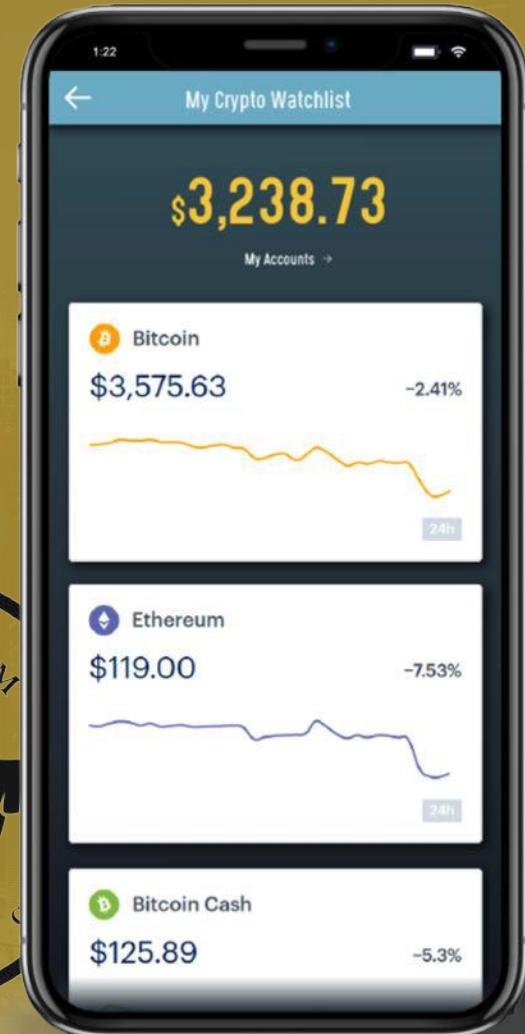 1:22
My Crypto Watchlist
$3,238.73
My Accounts →
Bitcoin
$3,575.63 -2.41%
24h
Ethereum
$119.00 -7.53%
24h
Bitcoin Cash
$125.89 -5.3%